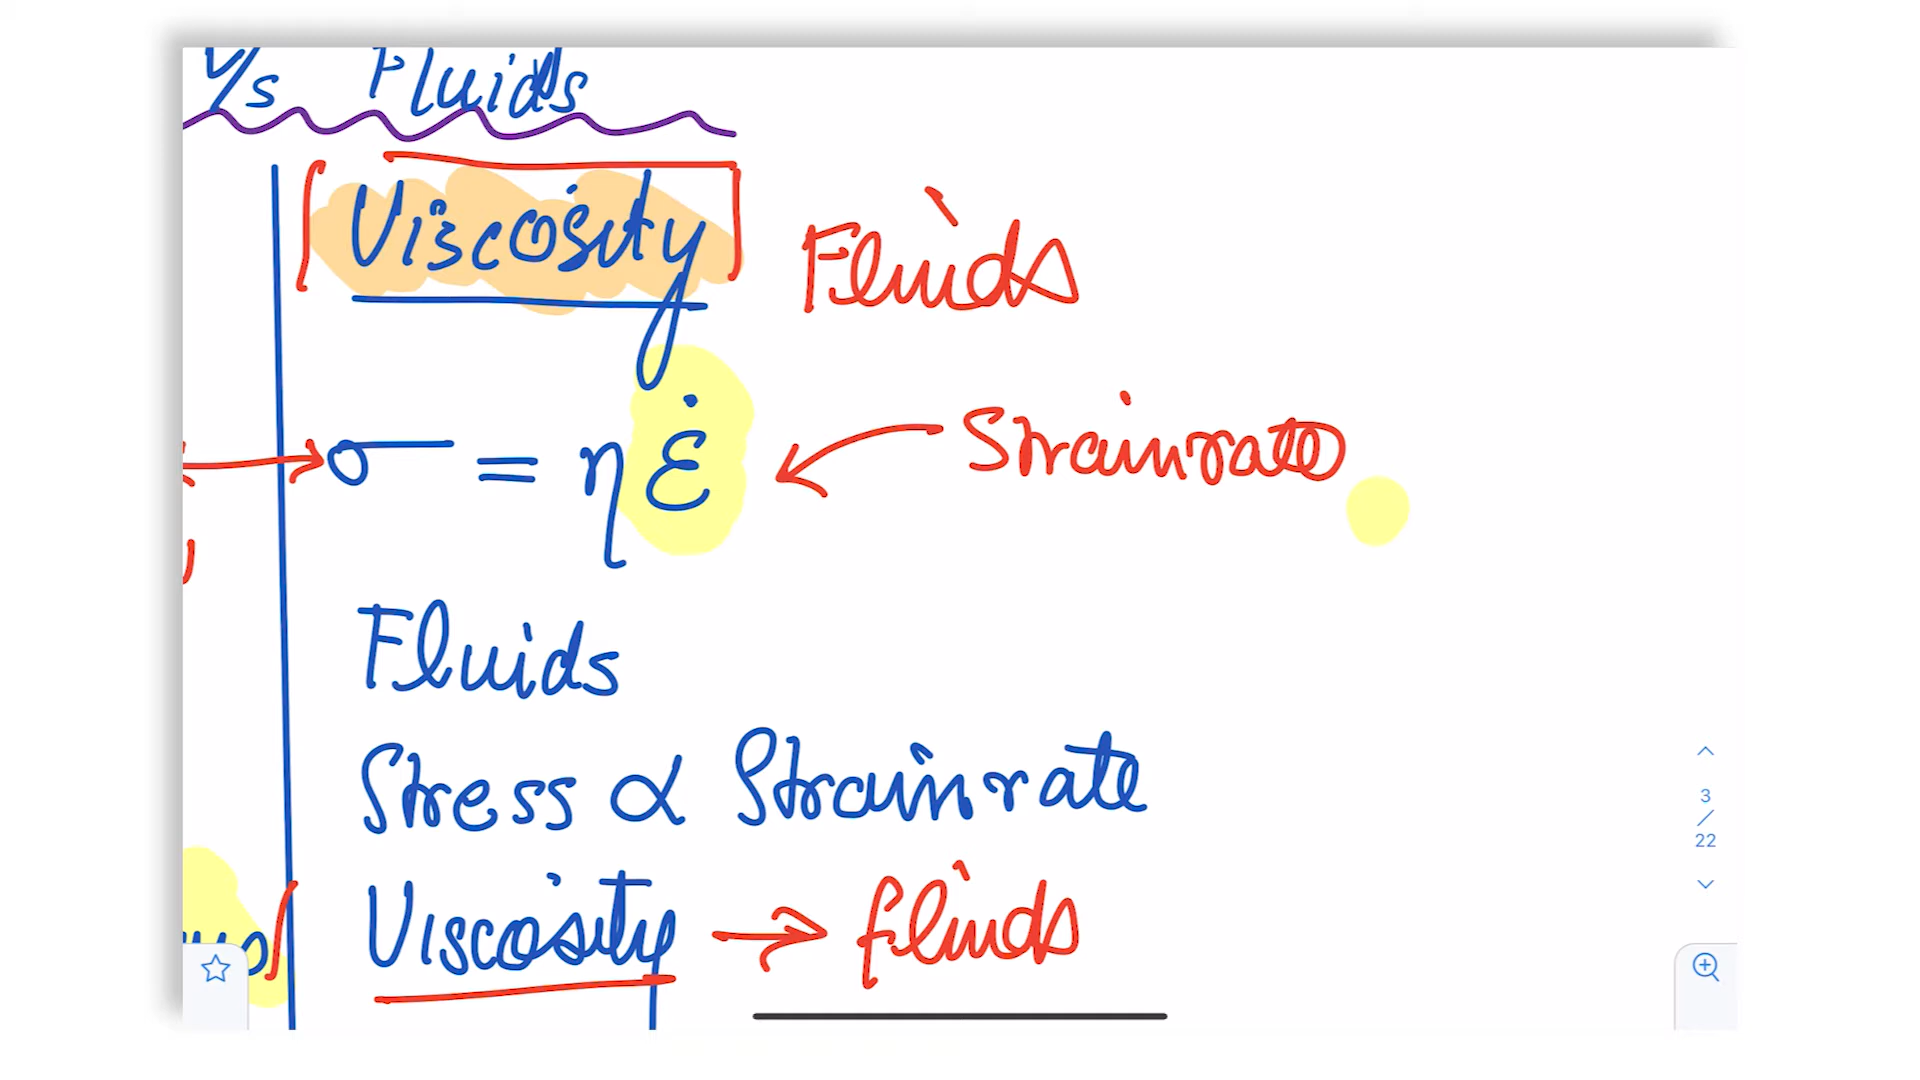 V/s Fluids
Viscosity Fluids
σ = η ε̇ ← Strainrate
Fluids
Stress ∝ Strainrate
Viscosity → fluids
3
/
22